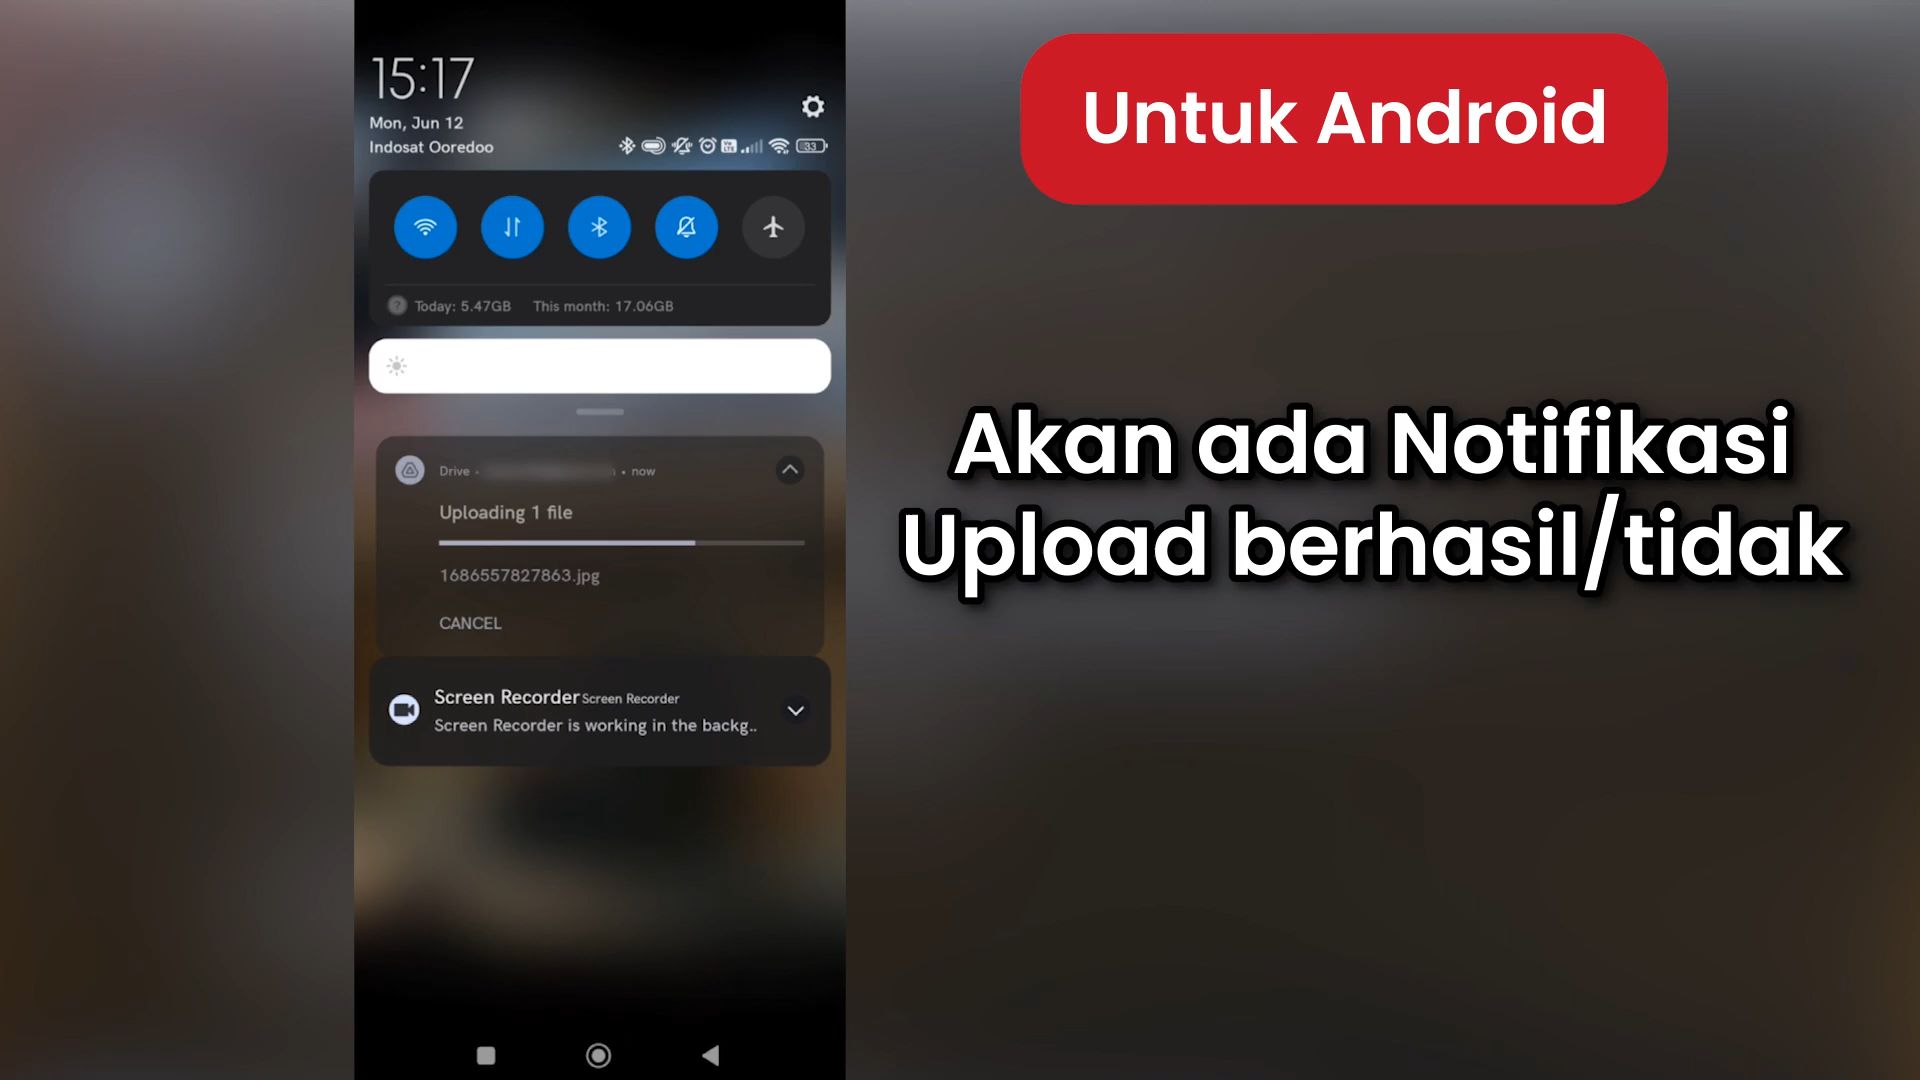 15:17
Mon, Jun 12
Indosat Ooredoo
33
Today: 5.47GB This month: 17.06GB
Drive • • now
Uploading 1 file
1686557827863.jpg
CANCEL
Screen Recorder Screen Recorder
Screen Recorder is working in the backg..
Untuk Android
Akan ada Notifikasi
Upload berhasil/tidak